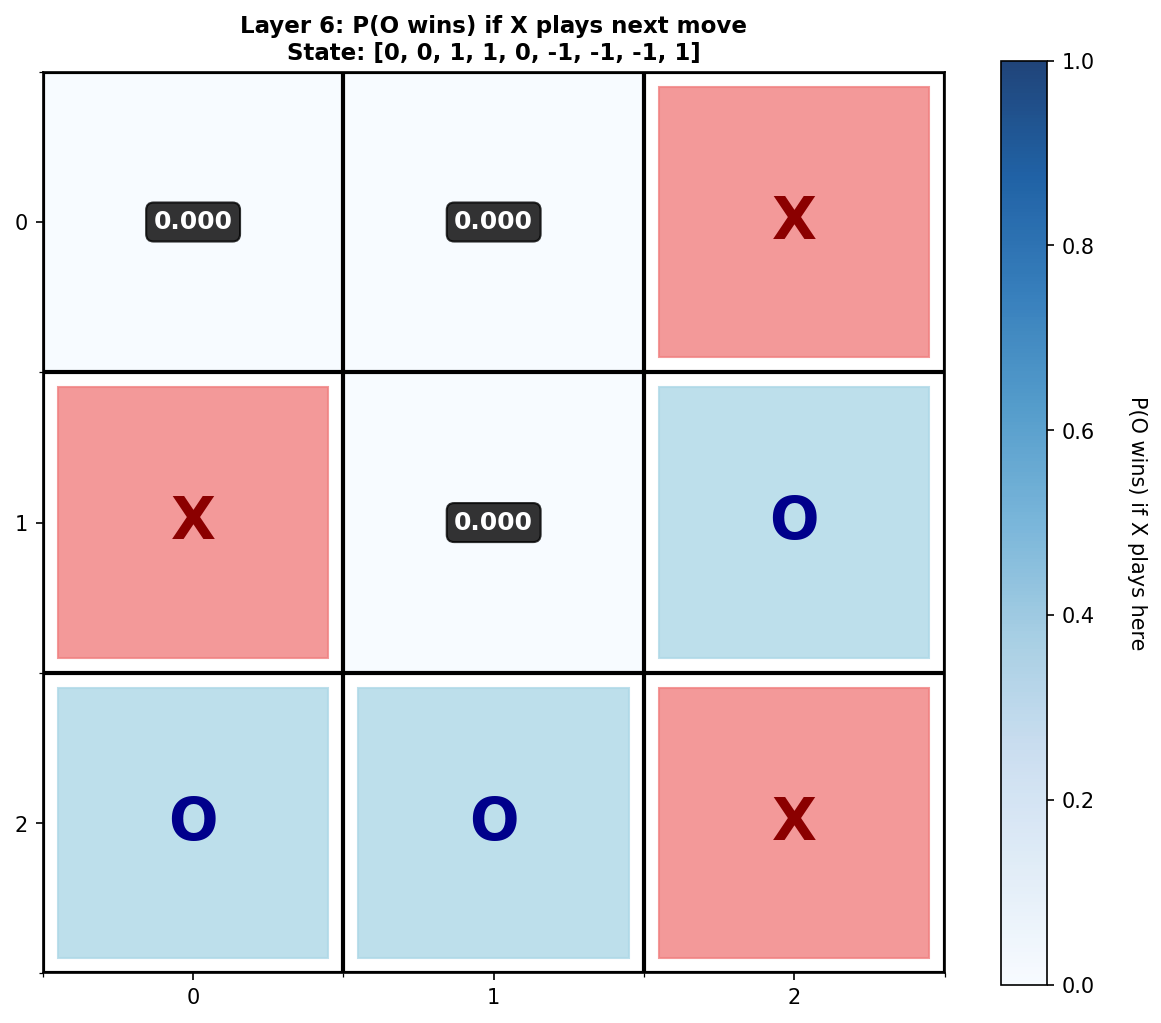 Layer 6: P(O wins) if X plays next move
State: [0, 0, 1, 1, 0, -1, -1, -1, 1]
0
0.000
0.000
X
1
X
0.000
O
2
O
O
X
0
1
2
1.0
0.8
0.6
0.4
0.2
0.0
P(O wins) if X plays here